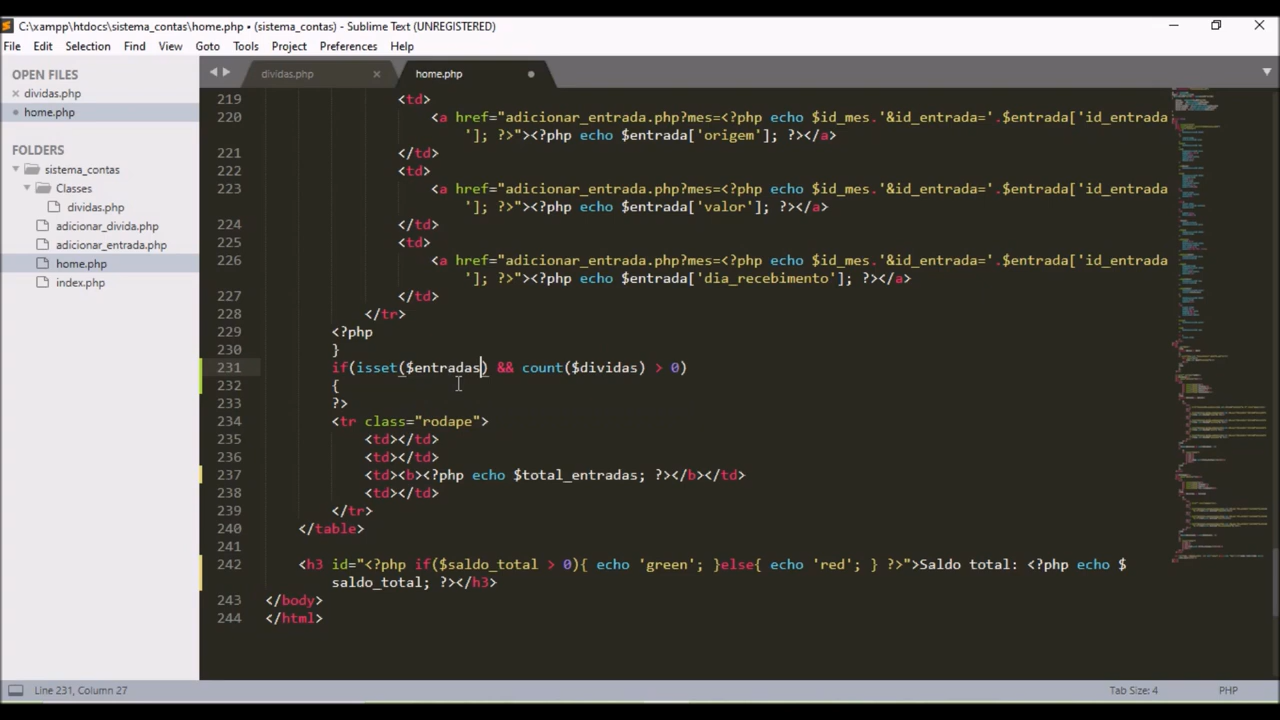 C:\xampp\htdocs\sistema_contas\home.php • (sistema_contas) - Sublime Text (UNREGISTERED)
File Edit Selection Find View Goto Tools Project Preferences Help
OPEN FILES
dividas.php
home.php
FOLDERS
sistema_contas
Classes
dividas.php
adicionar_divida.php
adicionar_entrada.php
home.php
index.php
dividas.php home.php
219 <td>
220 <a href="adicionar_entrada.php?mes=<?php echo $id_mes.'&id_entrada='.$entrada['id_entrada
']; ?>"><?php echo $entrada['origem']; ?></a>
221 </td>
222 <td>
223 <a href="adicionar_entrada.php?mes=<?php echo $id_mes.'&id_entrada='.$entrada['id_entrada
']; ?>"><?php echo $entrada['valor']; ?></a>
224 </td>
225 <td>
226 <a href="adicionar_entrada.php?mes=<?php echo $id_mes.'&id_entrada='.$entrada['id_entrada
']; ?>"><?php echo $entrada['dia_recebimento']; ?></a>
227 </td>
228 </tr>
229 <?php
230 }
231 if(isset($entradas) && count($dividas) > 0)
232 {
233 ?>
234 <tr class="rodape">
235 <td></td>
236 <td></td>
237 <td><b><?php echo $total_entradas; ?></b></td>
238 <td></td>
239 </tr>
240 </table>
241
242 <h3 id="<?php if($saldo_total > 0){ echo 'green'; }else{ echo 'red'; } ?>">Saldo total: <?php echo $
saldo_total; ?></h3>
243 </body>
244 </html>
Line 231, Column 27 Tab Size: 4 PHP